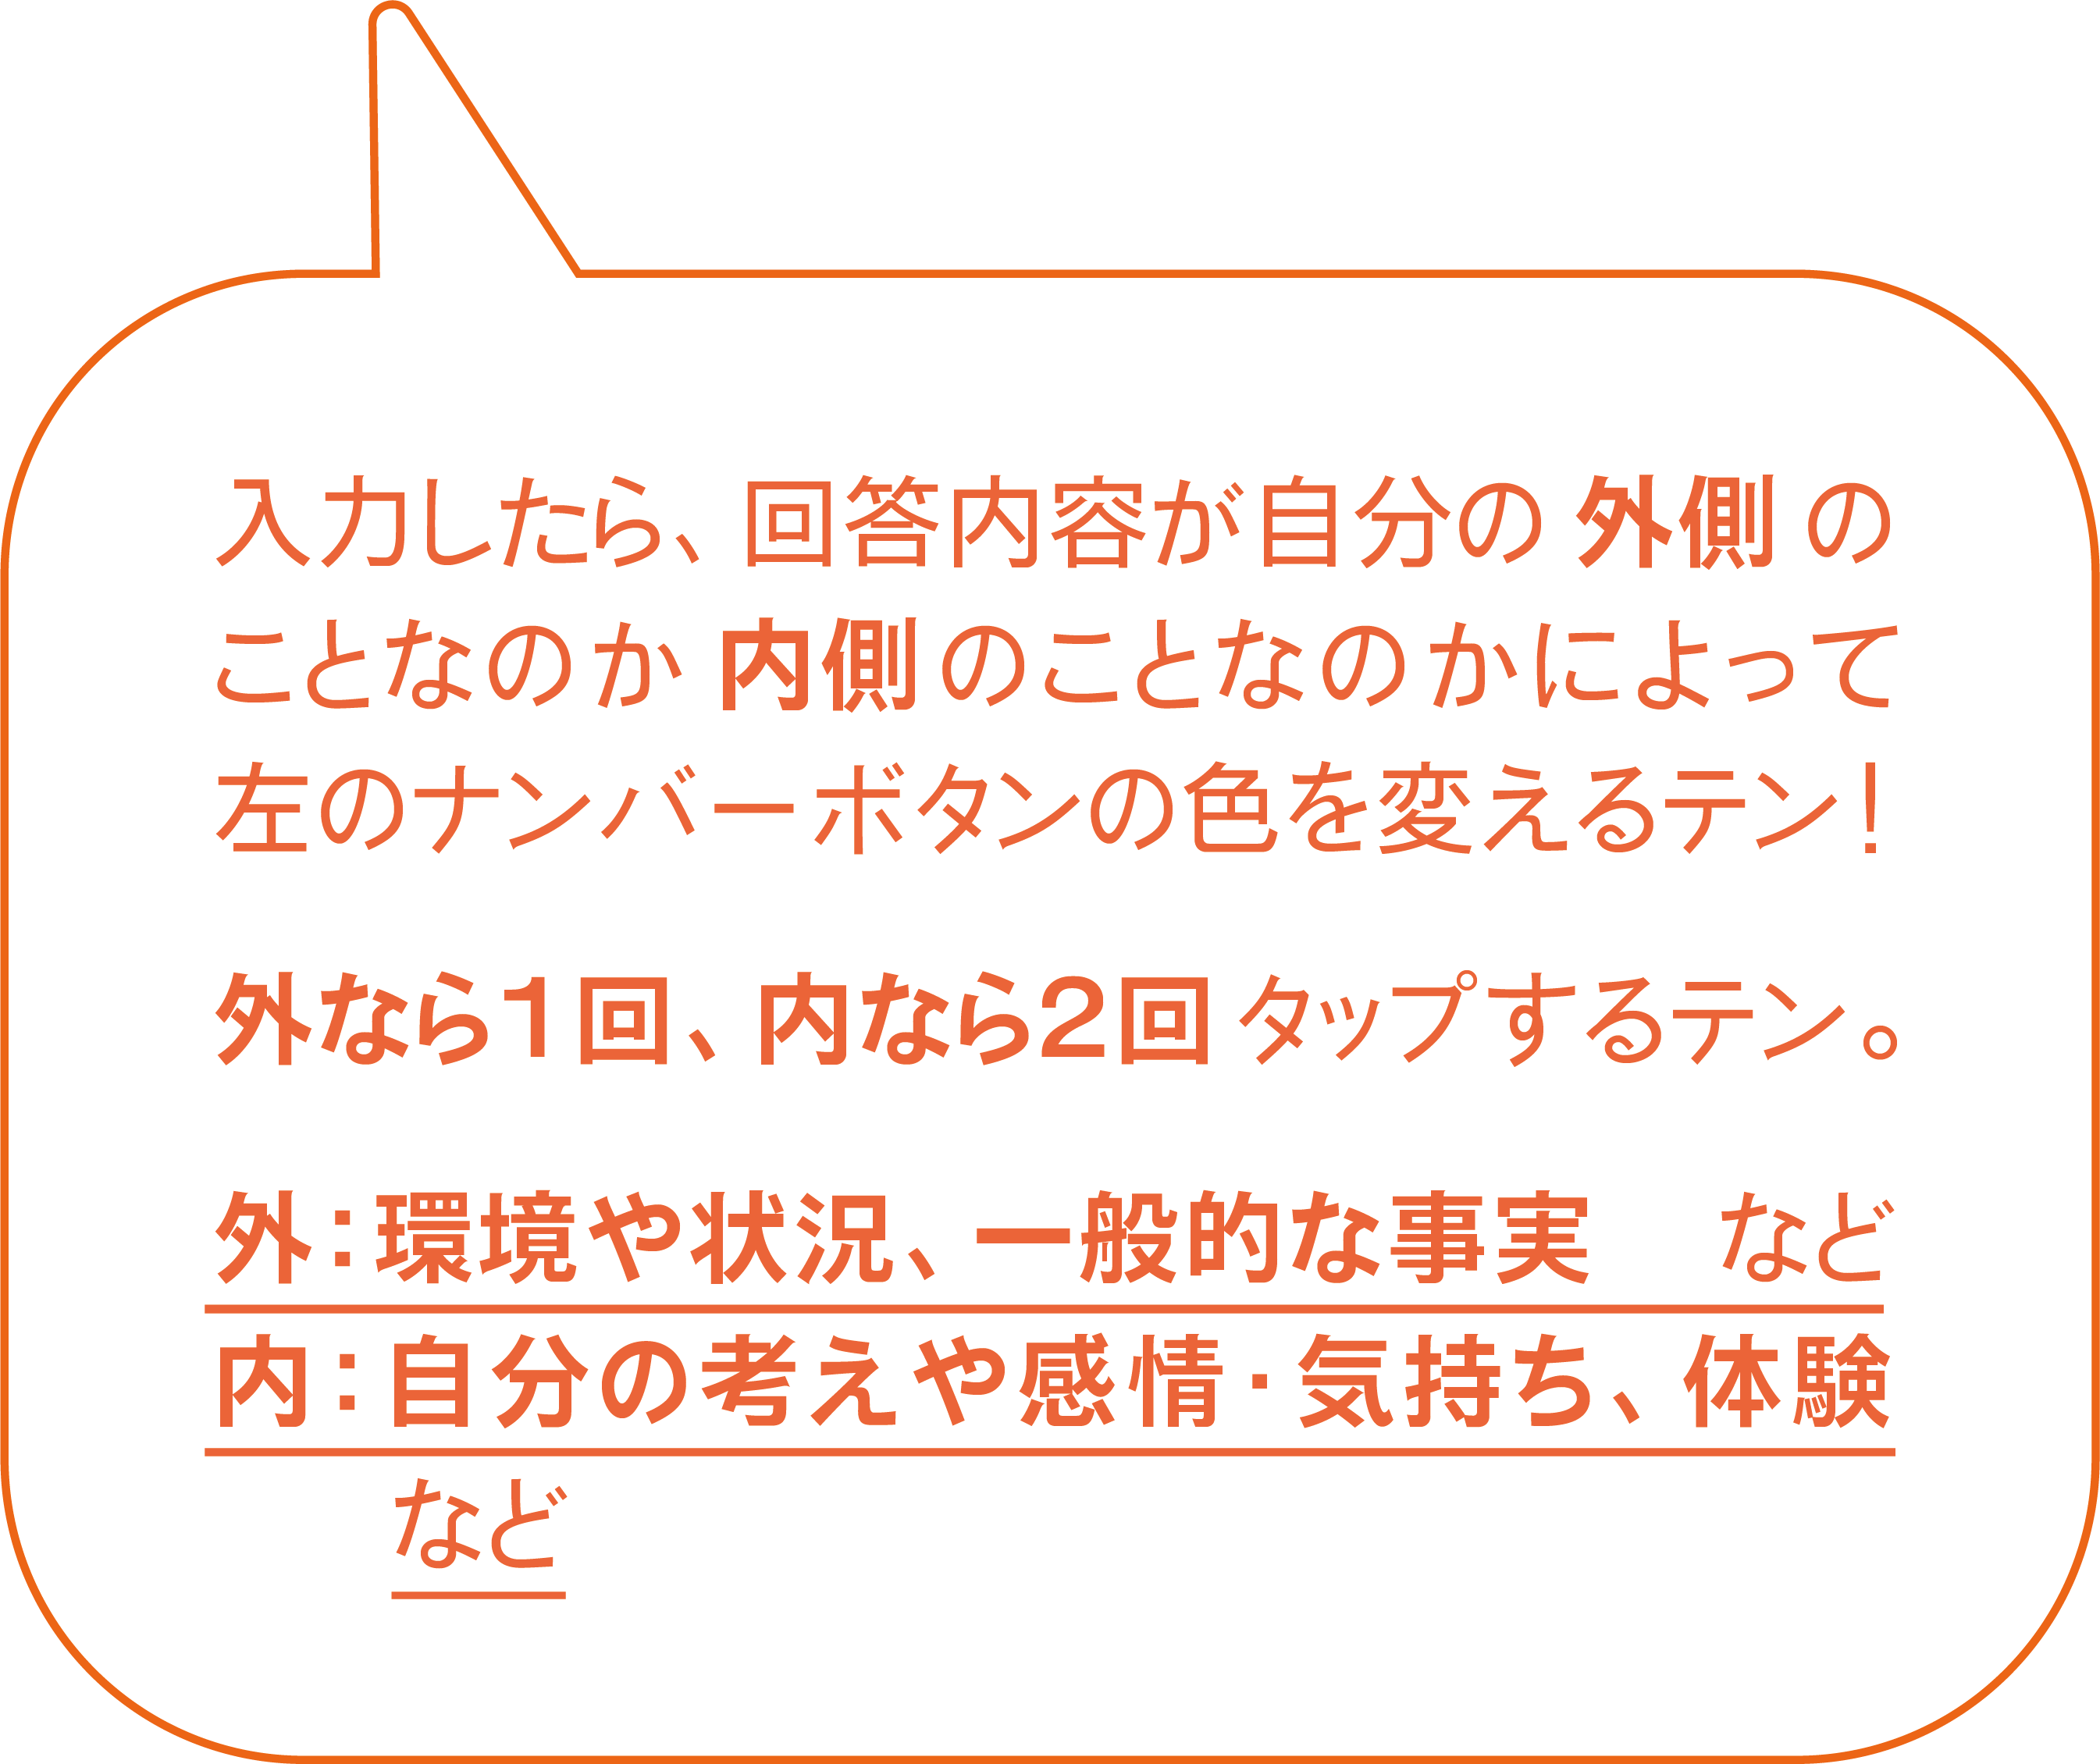 入力したら、回答内容が自分の外側の
ことなのか内側のことなのかによって
左のナンバーボタンの色を変えるテン！
外なら1回、内なら2回タップするテン。
外：環境や状況、一般的な事実　など
内：自分の考えや感情・気持ち、体験
など